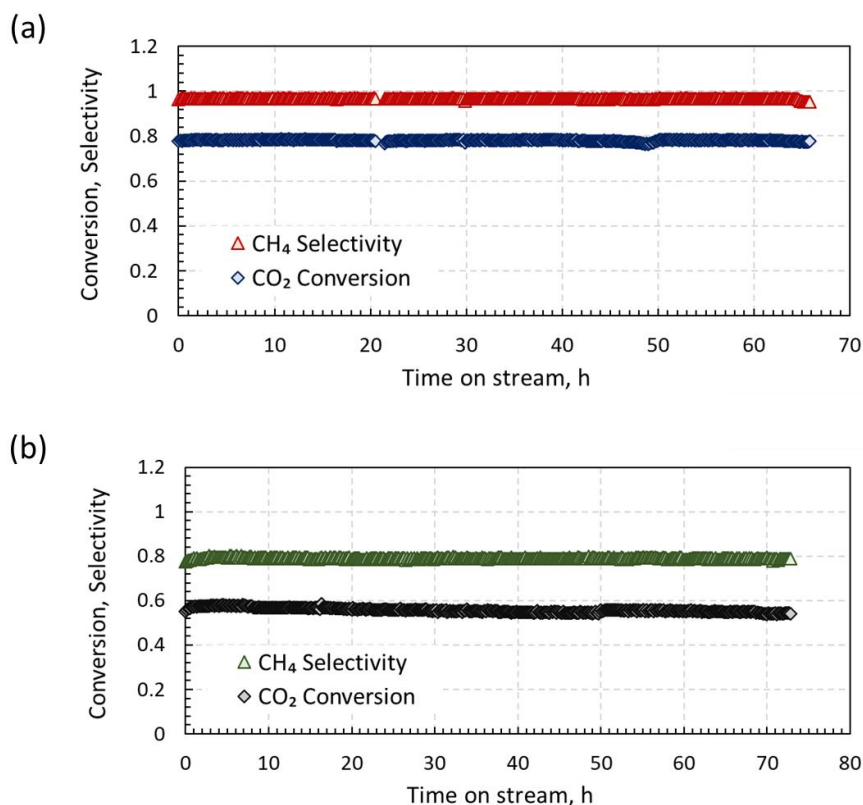 (a)
1.2
1
0.8
0.6
0.4
0.2
0
Conversion, Selectivity
CH₄ Selectivity
CO₂ Conversion
0 10 20 30 40 50 60 70
Time on stream, h
(b)
1.2
1
0.8
0.6
0.4
0.2
0
Conversion, Selectivity
CH₄ Selectivity
CO₂ Conversion
0 10 20 30 40 50 60 70 80
Time on stream, h